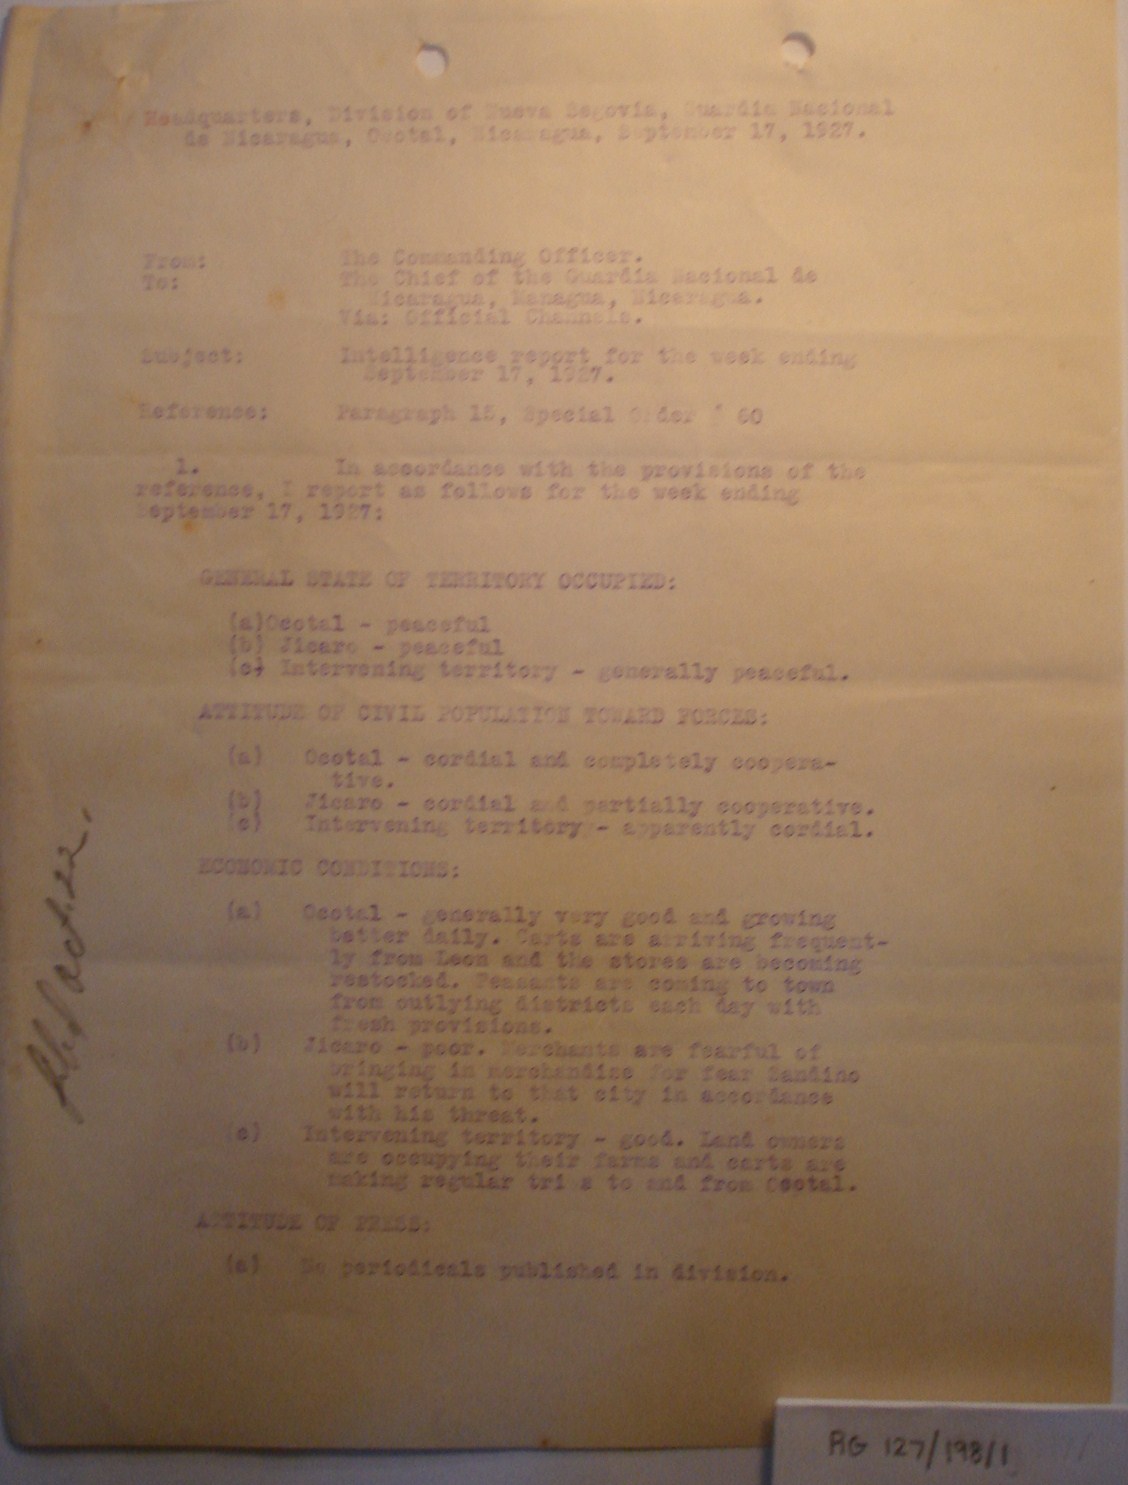 Headquarters, Division of Nueva Segovia, Guardia Nacional
de Nicaragua, Ocotal, Nicaragua, September 17, 1927.
From: The Commanding Officer.
To: The Chief of the Guardia Nacional de
Nicaragua, Managua, Nicaragua.
Via: Official Channels.
Subject: Intelligence report for the week ending
September 17, 1927.
Reference: Paragraph 15, Special Order # 60
1. In accordance with the provisions of the
reference, I report as follows for the week ending
September 17, 1927:
GENERAL STATE OF TERRITORY OCCUPIED:
(a)Ocotal - peaceful
(b) Jicaro - peaceful
(c) Intervening territory - generally peaceful.
ATTITUDE OF CIVIL POPULATION TOWARD FORCES:
(a) Ocotal - cordial and completely coopera-
tive.
(b) Jicaro - cordial and partially cooperative.
(c) Intervening territory - apparently cordial.
ECONOMIC CONDITIONS:
(a) Ocotal - generally very good and growing
better daily. Carts are arriving frequent-
ly from Leon and the stores are becoming
restocked. Peasants are coming to town
from outlying districts each day with
fresh provisions.
(b) Jicaro - poor. Merchants are fearful of
bringing in merchandise for fear Sandino
will return to that city in accordance
with his threat.
(c) Intervening territory - good. Land owners
are occupying their farms and carts are
making regular trips to and from Ocotal.
ATTITUDE OF PRESS:
(a) No periodicals published in division.
Oct. 22.
RG 127/198/1